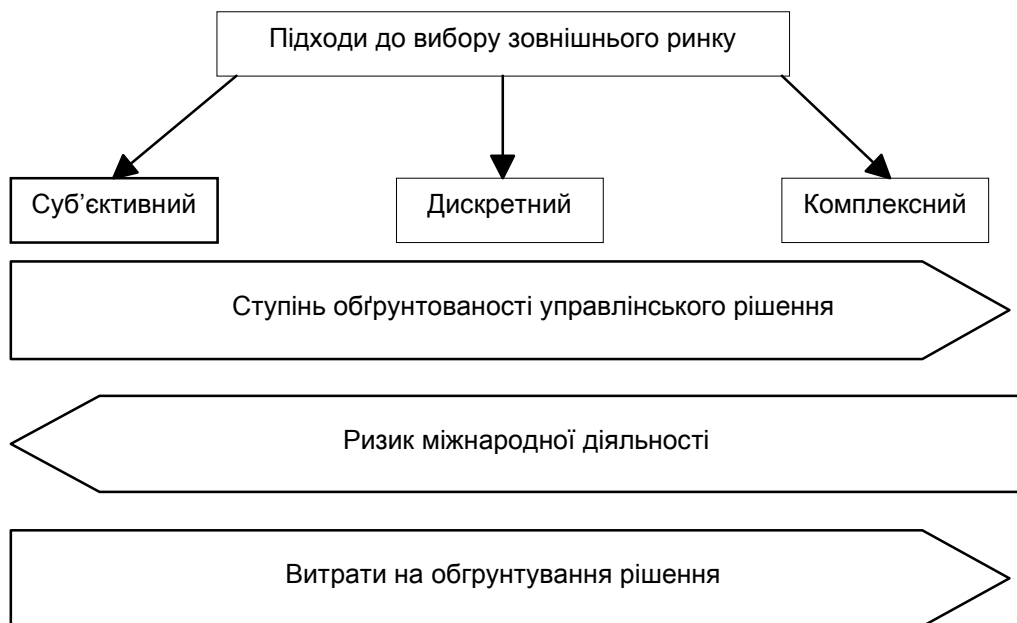 Підходи до вибору зовнішнього ринку
Суб’єктивний
Дискретний
Комплексний
Ступінь обґрунтованості управлінського рішення
Ризик міжнародної діяльності
Витрати на обгрунтування рішення